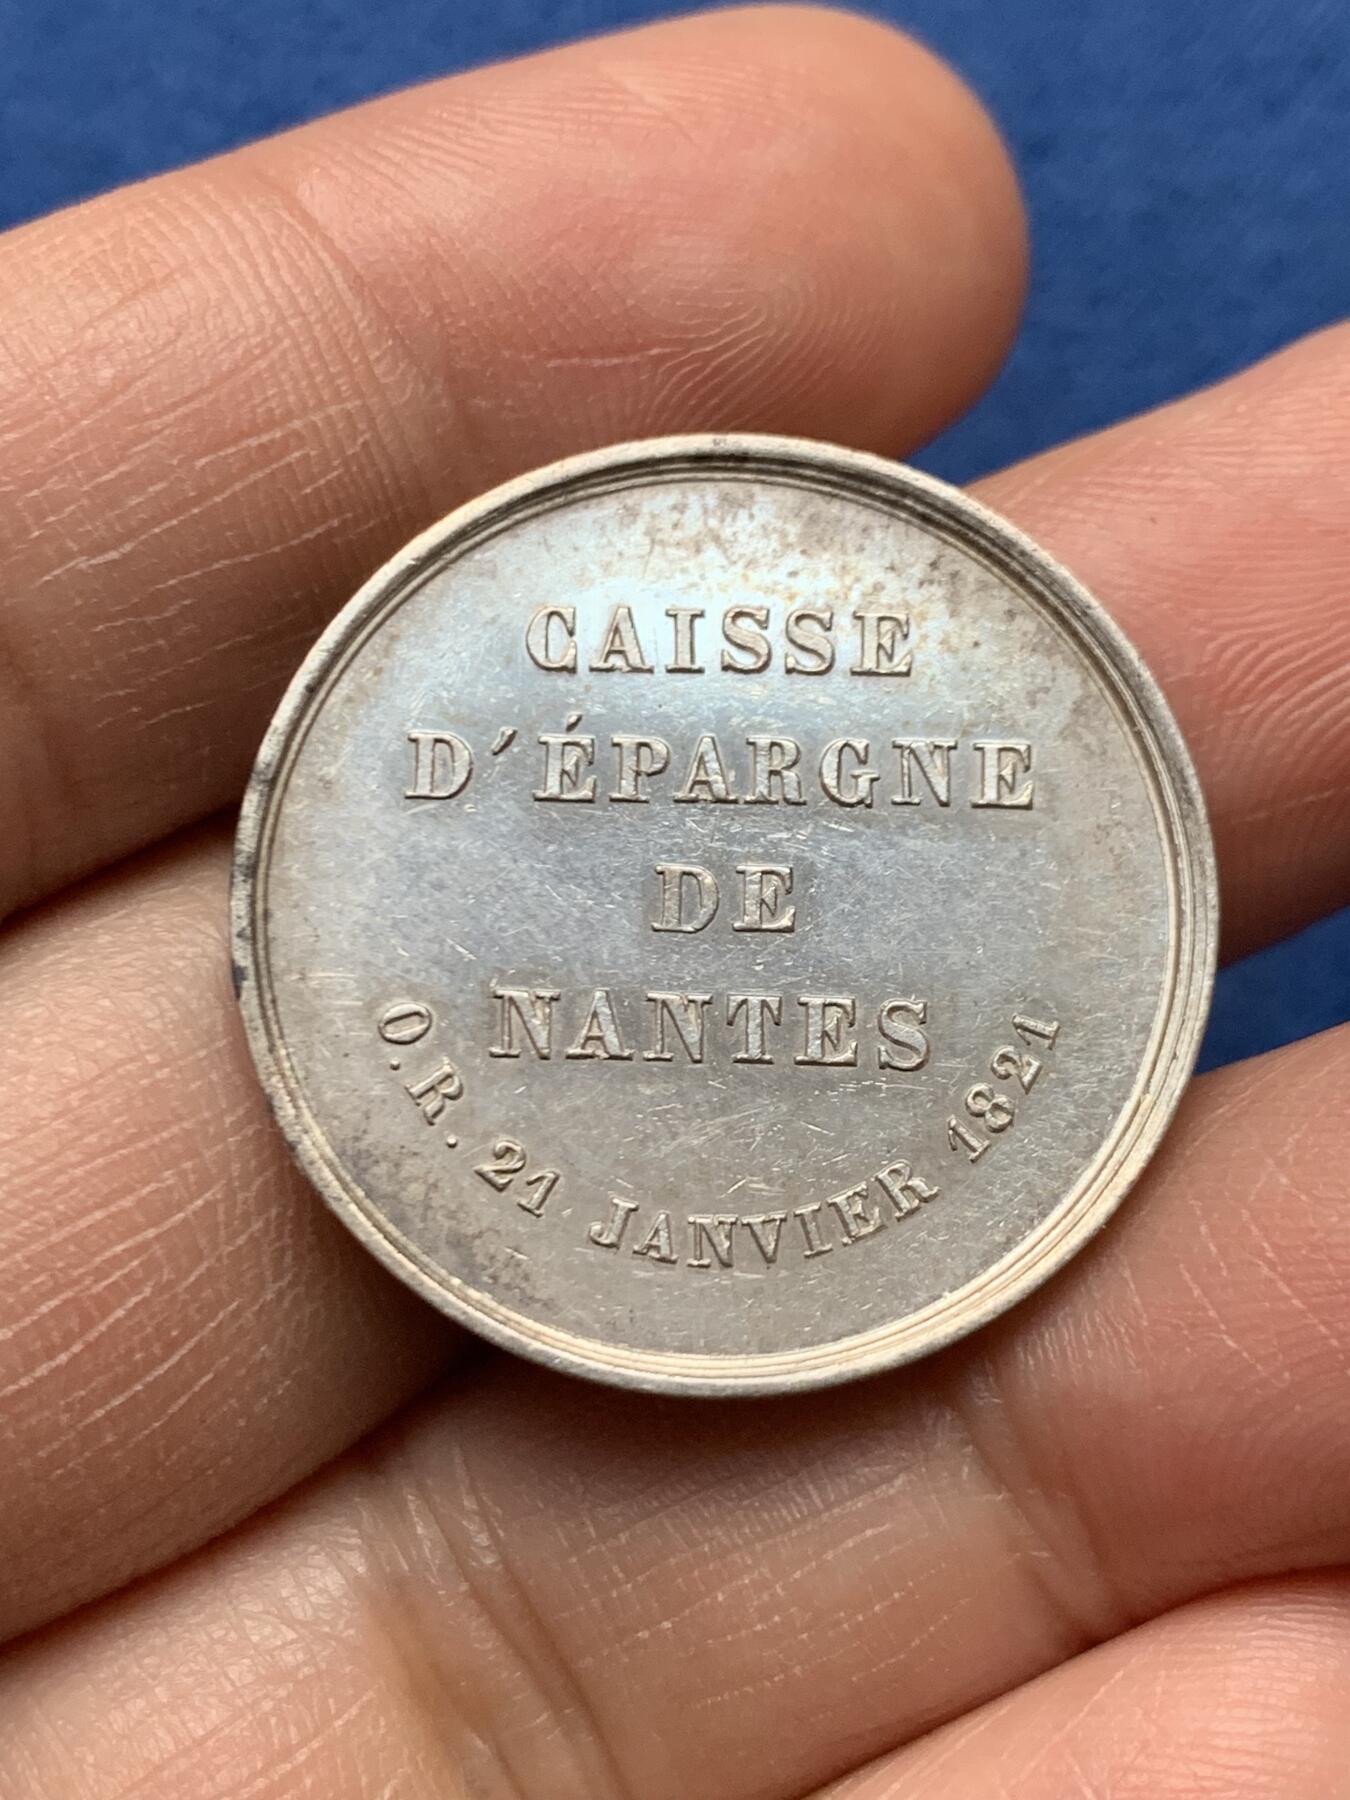 CAISSE
D'ÉPARGNE
DE
NANTES
O.R. 21 JANVIER 1821